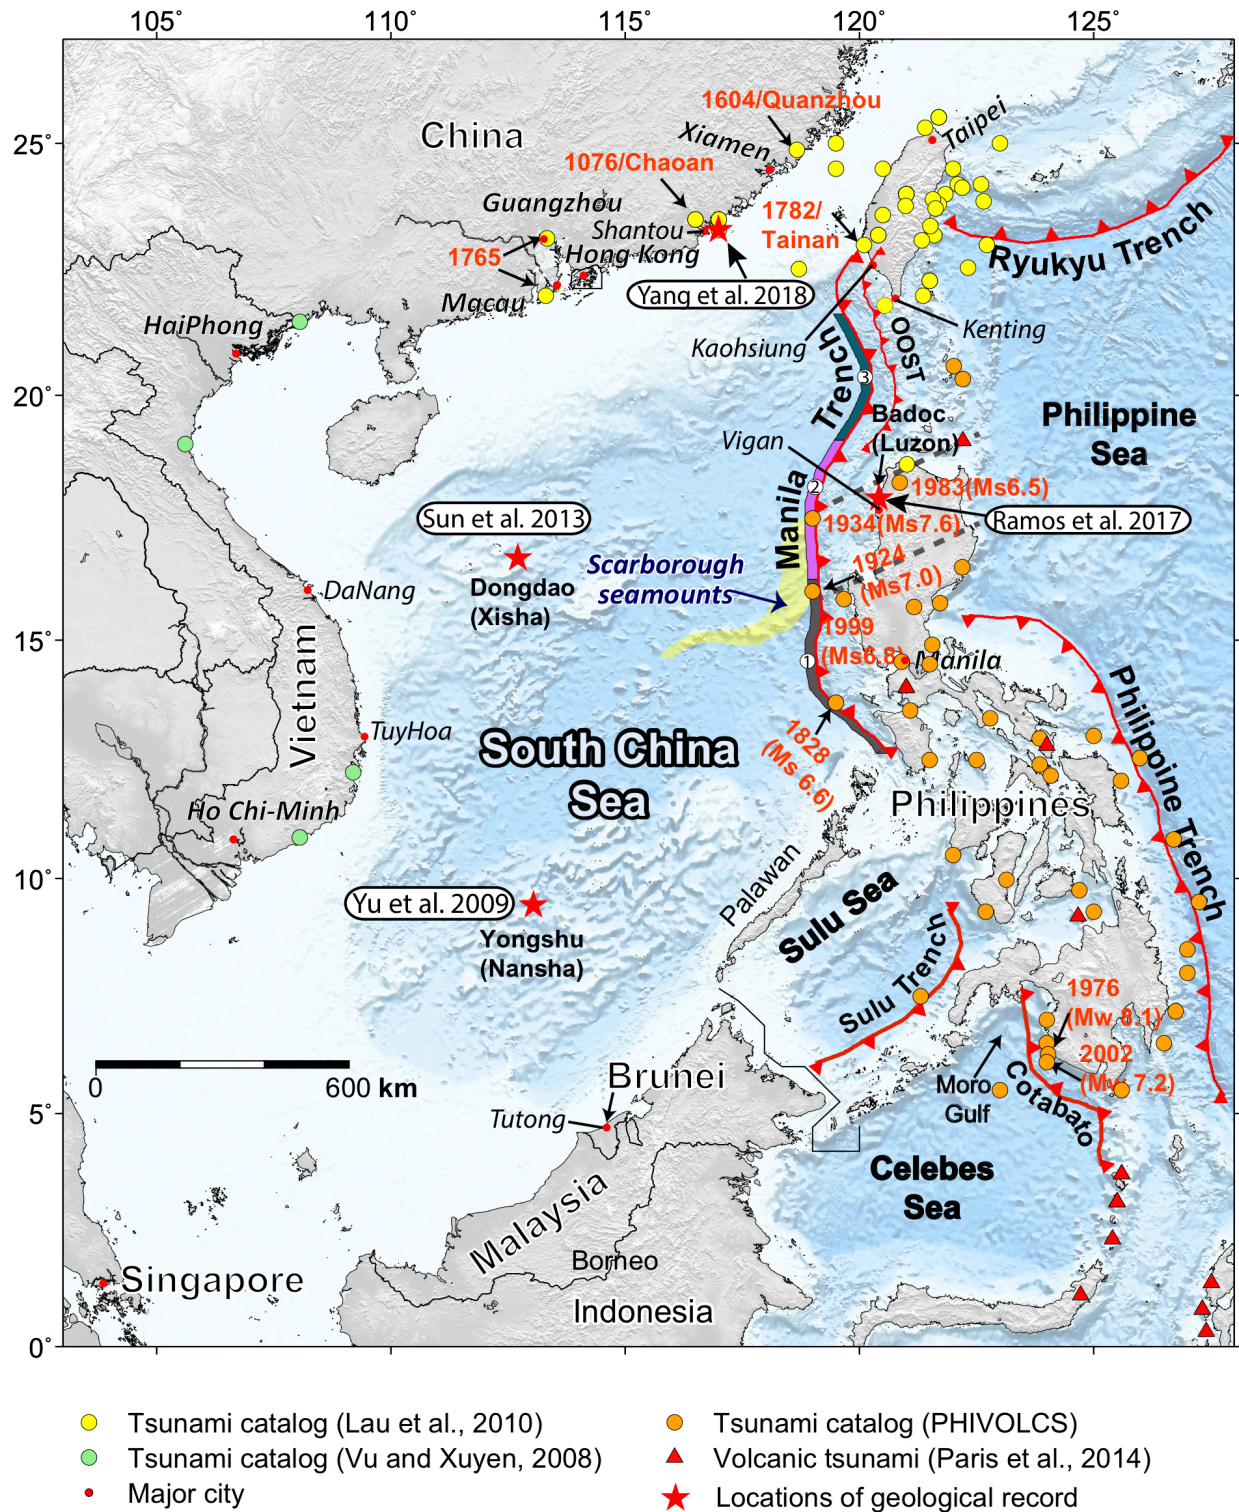 105°
110°
115°
120°
125°
25°
20°
15°
10°
5°
0°
1604/Quanzhou
China
Xiamen
Taipei
1076/Chaoan
Guangzhou
Shantou
1782/
Tainan
1765
Hong Kong
Ryukyu Trench
Macau
Yang et al. 2018
HaiPhong
Kaohsiung
Kenting
OOST
Trench
3
Badoc
(Luzon)
Philippine
Sea
Vigan
Manila
2
1983(Ms6.5)
Sun et al. 2013
1934(Ms7.6)
Ramos et al. 2017
Scarborough
seamounts
1924
(Ms7.0)
Dongdao
(Xisha)
DaNang
1999
(Ms6.8)
1
Manila
Vietnam
Philippine Trench
TuyHoa
South China
Sea
1828
(Ms 6.6)
Ho Chi-Minh
Philippines
Palawan
Sulu Sea
Yu et al. 2009
Yongshu
(Nansha)
Sulu Trench
1976
(Mw 8.1)
2002
(Mw 7.2)
0
600 km
Brunei
Moro
Gulf
Cotabato
Tutong
Celebes
Sea
Malaysia
Borneo
Singapore
Indonesia
Tsunami catalog (Lau et al., 2010)
Tsunami catalog (Vu and Xuyen, 2008)
Major city
Tsunami catalog (PHIVOLCS)
Volcanic tsunami (Paris et al., 2014)
Locations of geological record